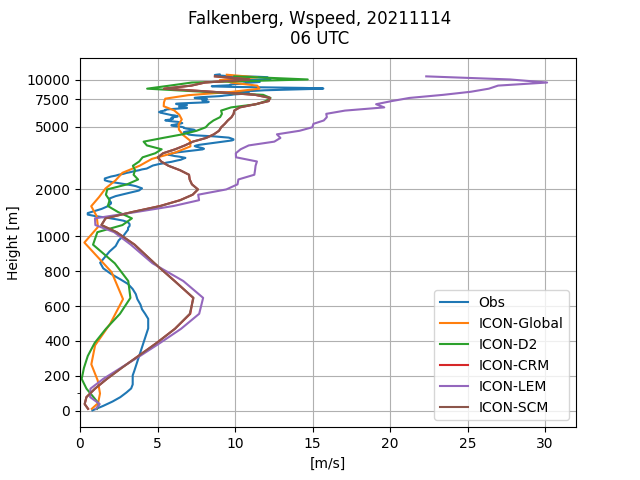 Falkenberg, Wspeed, 20211114
06 UTC
Height [m]
10000
7500
5000
2000
1000
800
600
400
200
0
0
5
10
15
20
25
30
[m/s]
Obs
ICON-Global
ICON-D2
ICON-CRM
ICON-LEM
ICON-SCM